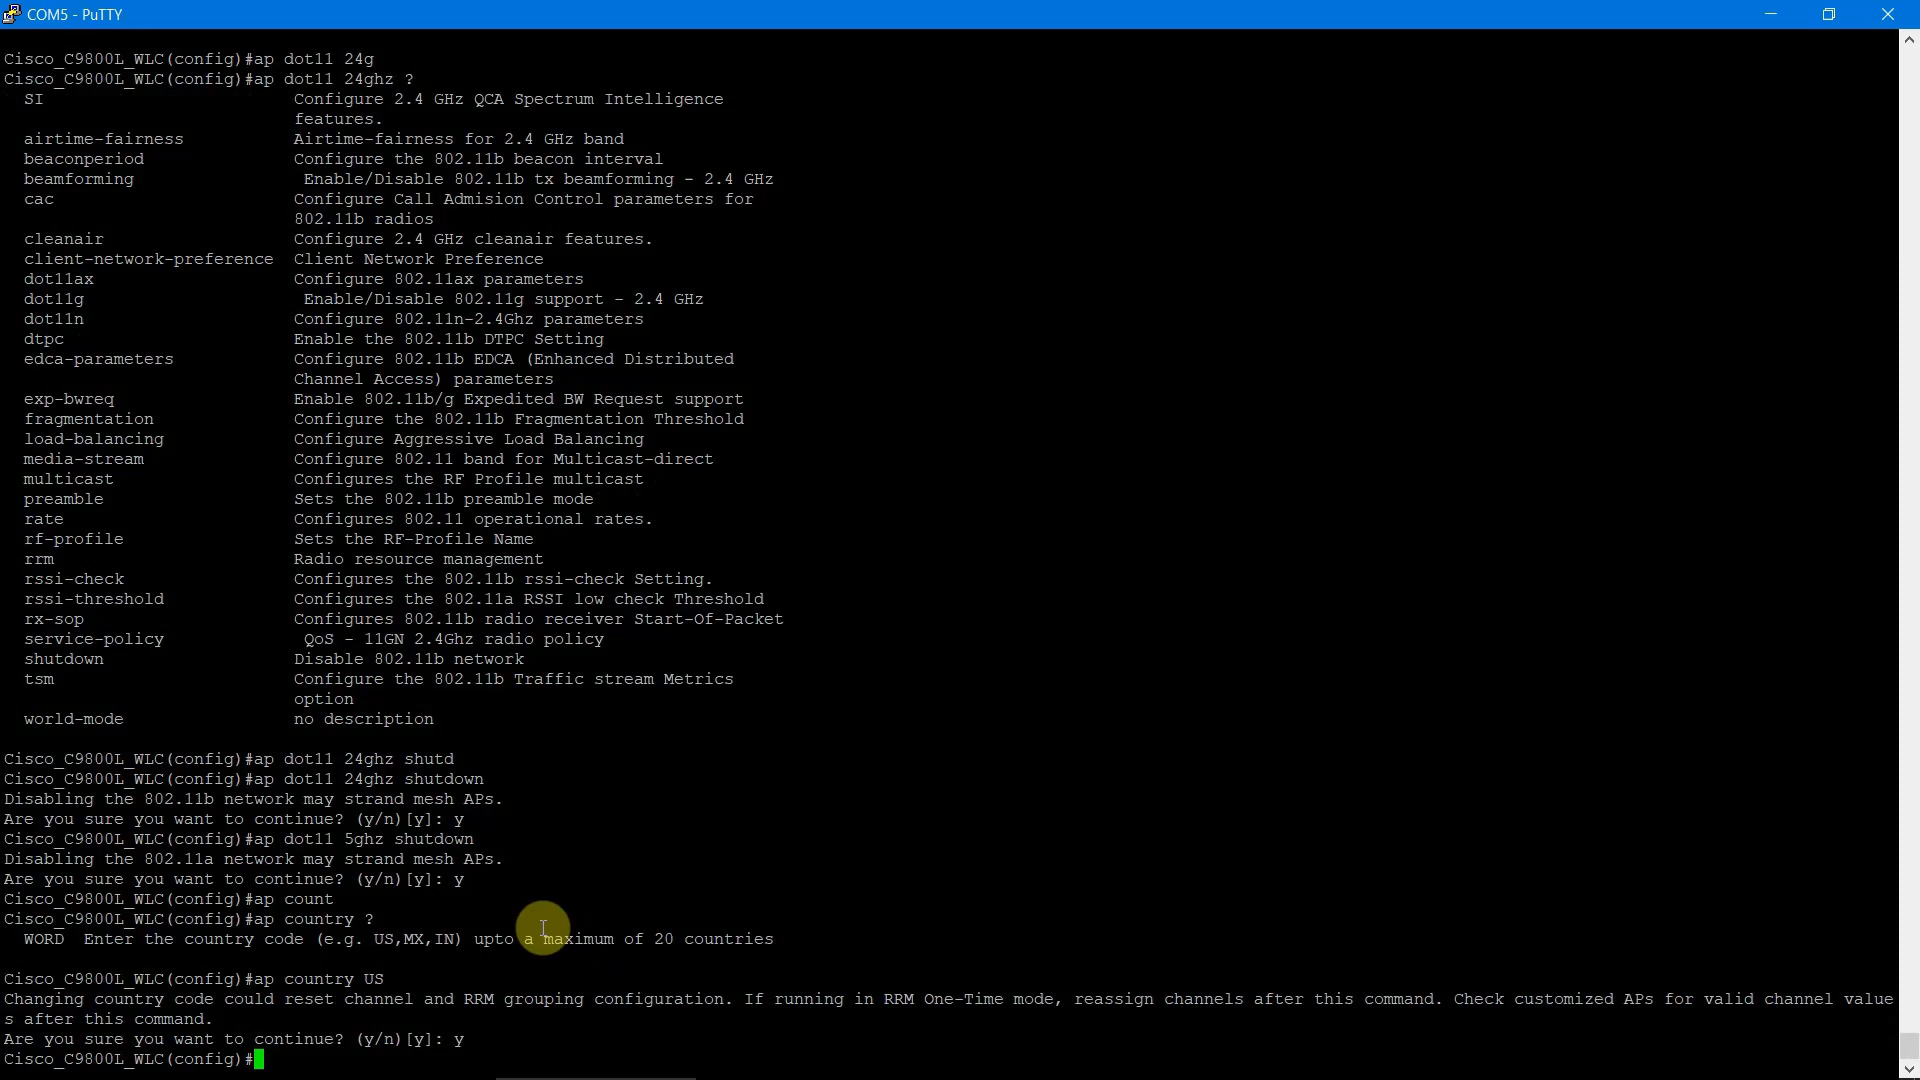 COM5 - PuTTY
Cisco_C9800L_WLC(config)#ap dot11 24g
Cisco_C9800L_WLC(config)#ap dot11 24ghz ?
  SI                         Configure 2.4 GHz QCA Spectrum Intelligence
                             features.
  airtime-fairness           Airtime-fairness for 2.4 GHz band
  beaconperiod               Configure the 802.11b beacon interval
  beamforming                 Enable/Disable 802.11b tx beamforming - 2.4 GHz
  cac                        Configure Call Admision Control parameters for
                             802.11b radios
  cleanair                   Configure 2.4 GHz cleanair features.
  client-network-preference  Client Network Preference
  dot11ax                    Configure 802.11ax parameters
  dot11g                      Enable/Disable 802.11g support - 2.4 GHz
  dot11n                     Configure 802.11n-2.4Ghz parameters
  dtpc                       Enable the 802.11b DTPC Setting
  edca-parameters            Configure 802.11b EDCA (Enhanced Distributed
                             Channel Access) parameters
  exp-bwreq                  Enable 802.11b/g Expedited BW Request support
  fragmentation              Configure the 802.11b Fragmentation Threshold
  load-balancing             Configure Aggressive Load Balancing
  media-stream               Configure 802.11 band for Multicast-direct
  multicast                  Configures the RF Profile multicast
  preamble                   Sets the 802.11b preamble mode
  rate                       Configures 802.11 operational rates.
  rf-profile                 Sets the RF-Profile Name
  rrm                        Radio resource management
  rssi-check                 Configures the 802.11b rssi-check Setting.
  rssi-threshold             Configures the 802.11a RSSI low check Threshold
  rx-sop                     Configures 802.11b radio receiver Start-Of-Packet
  service-policy              QoS - 11GN 2.4Ghz radio policy
  shutdown                   Disable 802.11b network
  tsm                        Configure the 802.11b Traffic stream Metrics
                             option
  world-mode                 no description
Cisco_C9800L_WLC(config)#ap dot11 24ghz shutd
Cisco_C9800L_WLC(config)#ap dot11 24ghz shutdown
Disabling the 802.11b network may strand mesh APs.
Are you sure you want to continue? (y/n)[y]: y
Cisco_C9800L_WLC(config)#ap dot11 5ghz shutdown
Disabling the 802.11a network may strand mesh APs.
Are you sure you want to continue? (y/n)[y]: y
Cisco_C9800L_WLC(config)#ap count
Cisco_C9800L_WLC(config)#ap country ?
  WORD  Enter the country code (e.g. US,MX,IN) upto a maximum of 20 countries
Cisco_C9800L_WLC(config)#ap country US
Changing country code could reset channel and RRM grouping configuration. If running in RRM One-Time mode, reassign channels after this command. Check customized APs for valid channel value
s after this command.
Are you sure you want to continue? (y/n)[y]: y
Cisco_C9800L_WLC(config)#